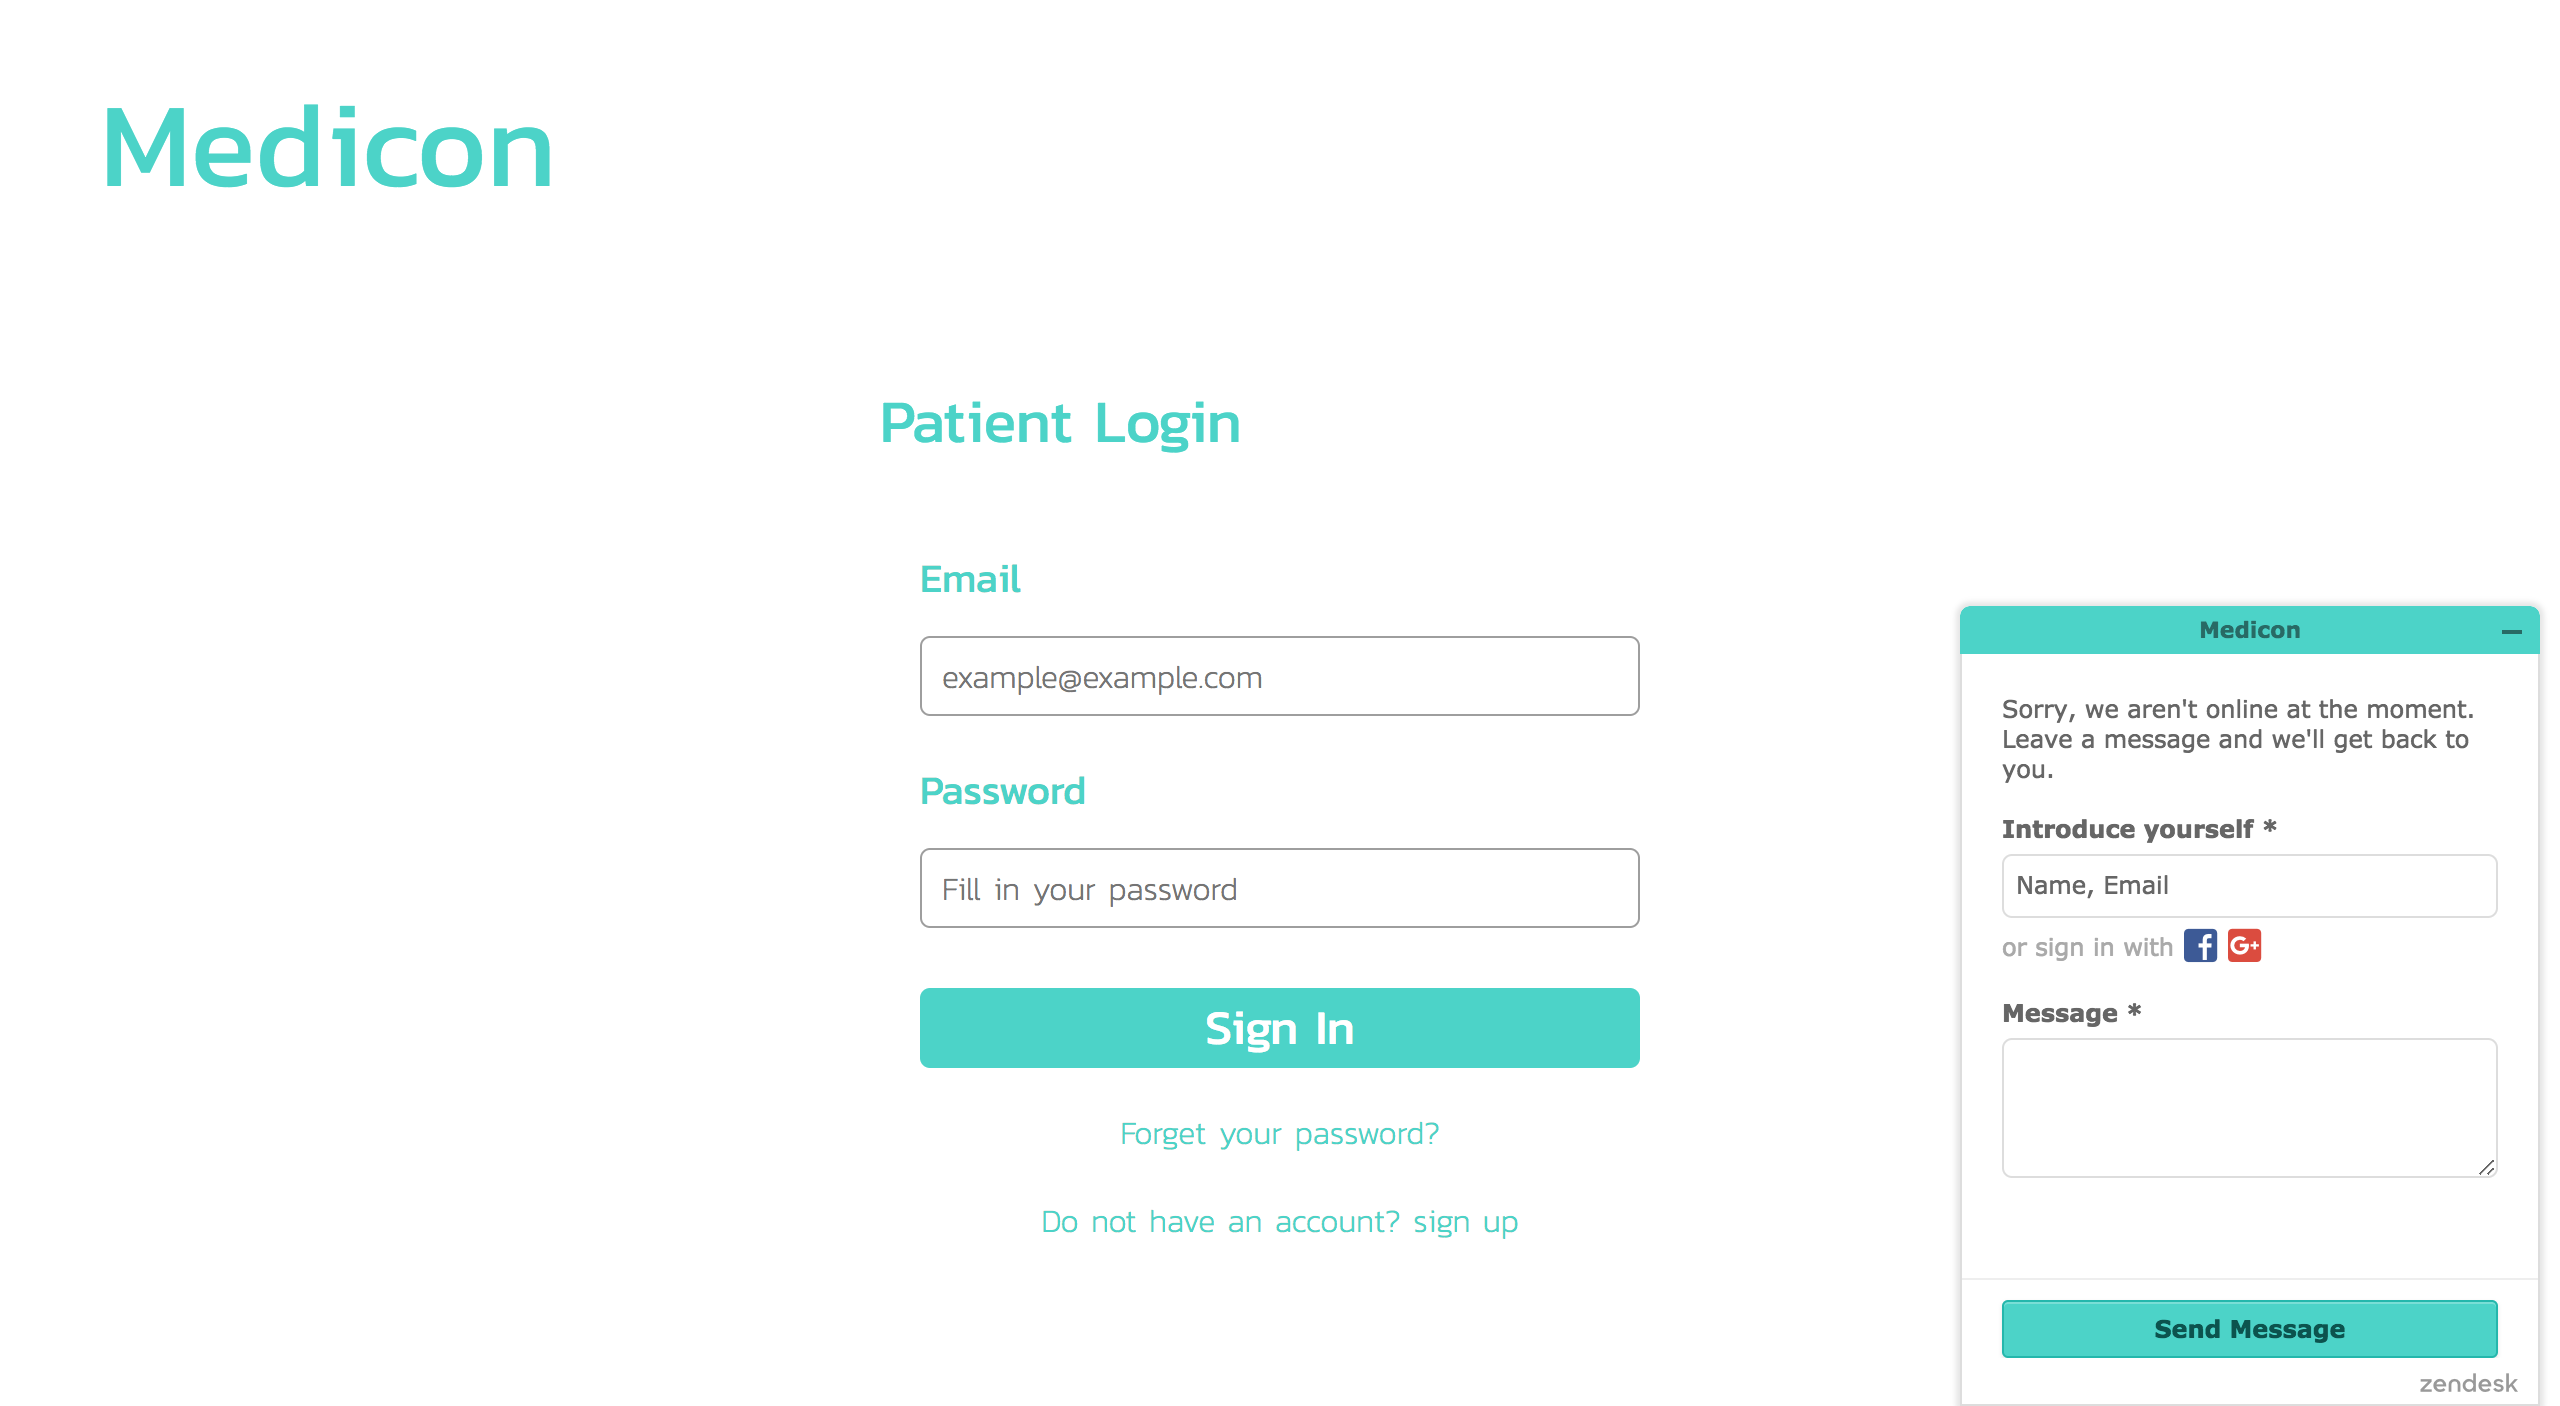 Medicon
Patient Login
Email
example@example.com
Password
Fill in your password
Sign In
Forget your password?
Do not have an account? sign up
Medicon
Sorry, we aren't online at the moment.
Leave a message and we'll get back to
you.
Introduce yourself *
Name, Email
or sign in with f G+
Message *
Send Message
zendesk